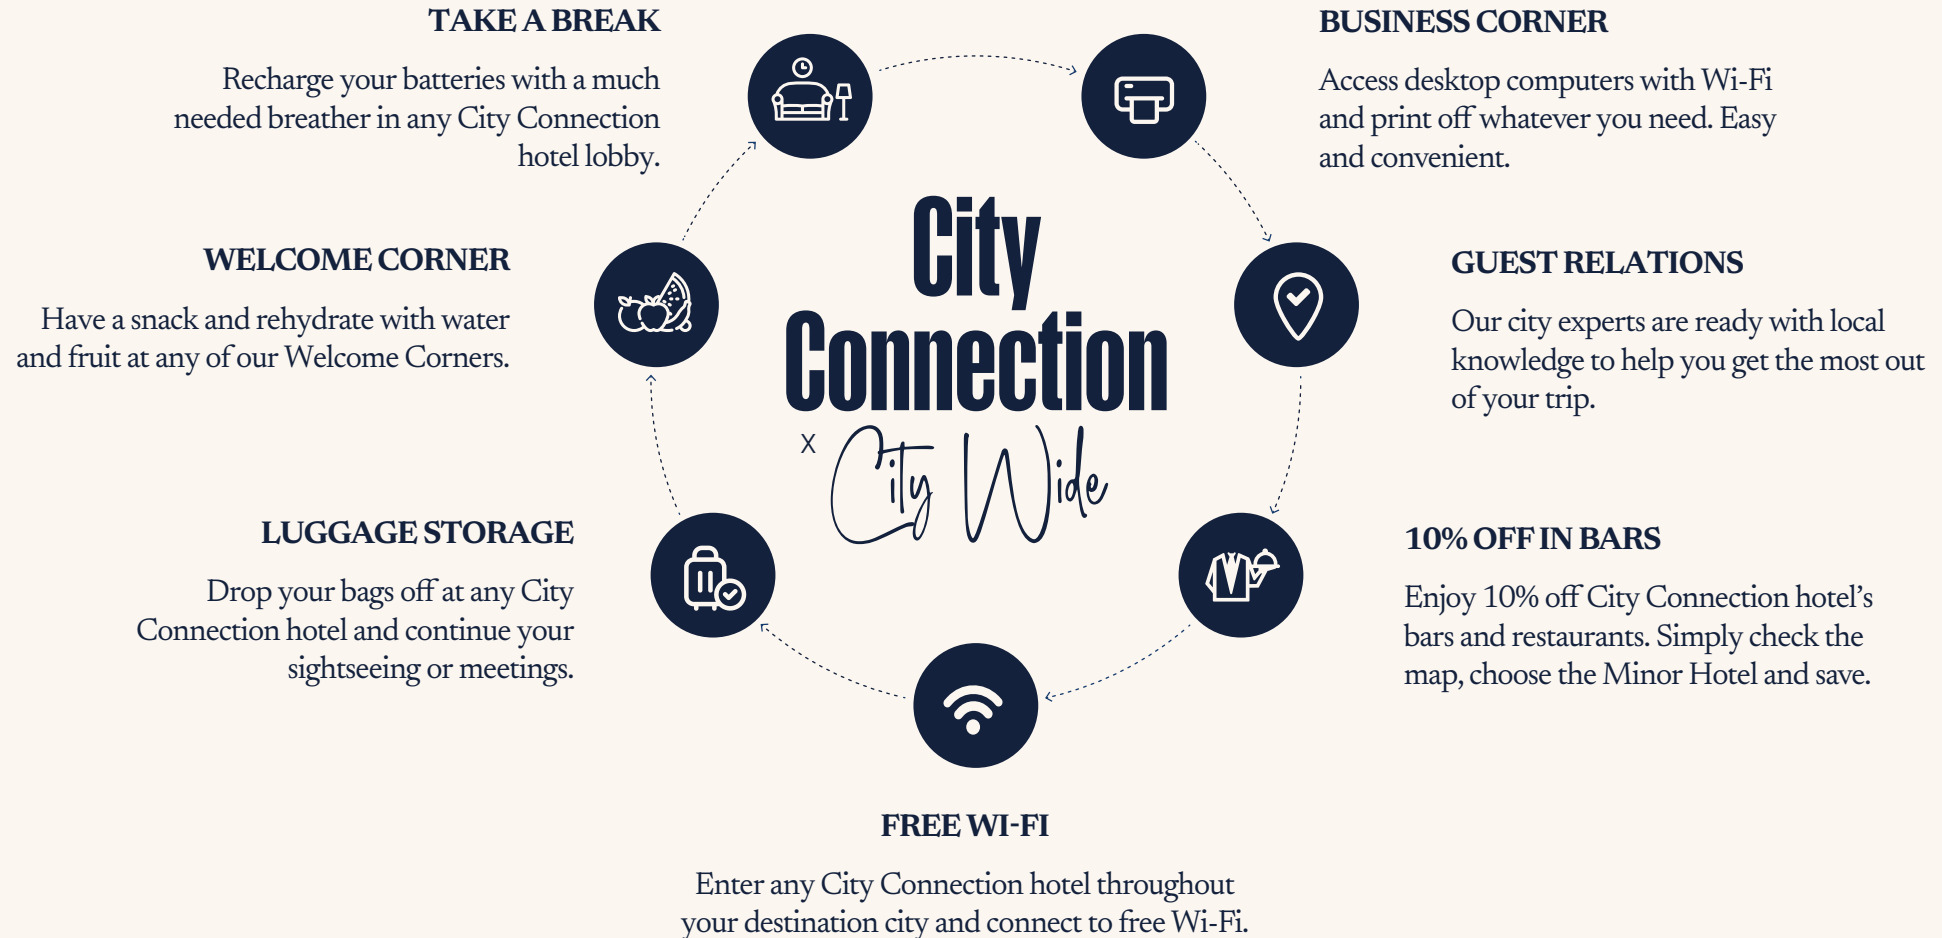 TAKE A BREAK
Recharge your batteries with a much
needed breather in any City Connection
hotel lobby.
BUSINESS CORNER
Access desktop computers with Wi-Fi
and print off whatever you need. Easy
and convenient.
WELCOME CORNER
Have a snack and rehydrate with water
and fruit at any of our Welcome Corners.
City
Connection
x City Wide
GUEST RELATIONS
Our city experts are ready with local
knowledge to help you get the most out
of your trip.
LUGGAGE STORAGE
Drop your bags off at any City
Connection hotel and continue your
sightseeing or meetings.
10% OFF IN BARS
Enjoy 10% off City Connection hotel’s
bars and restaurants. Simply check the
map, choose the Minor Hotel and save.
FREE WI-FI
Enter any City Connection hotel throughout
your destination city and connect to free Wi-Fi.